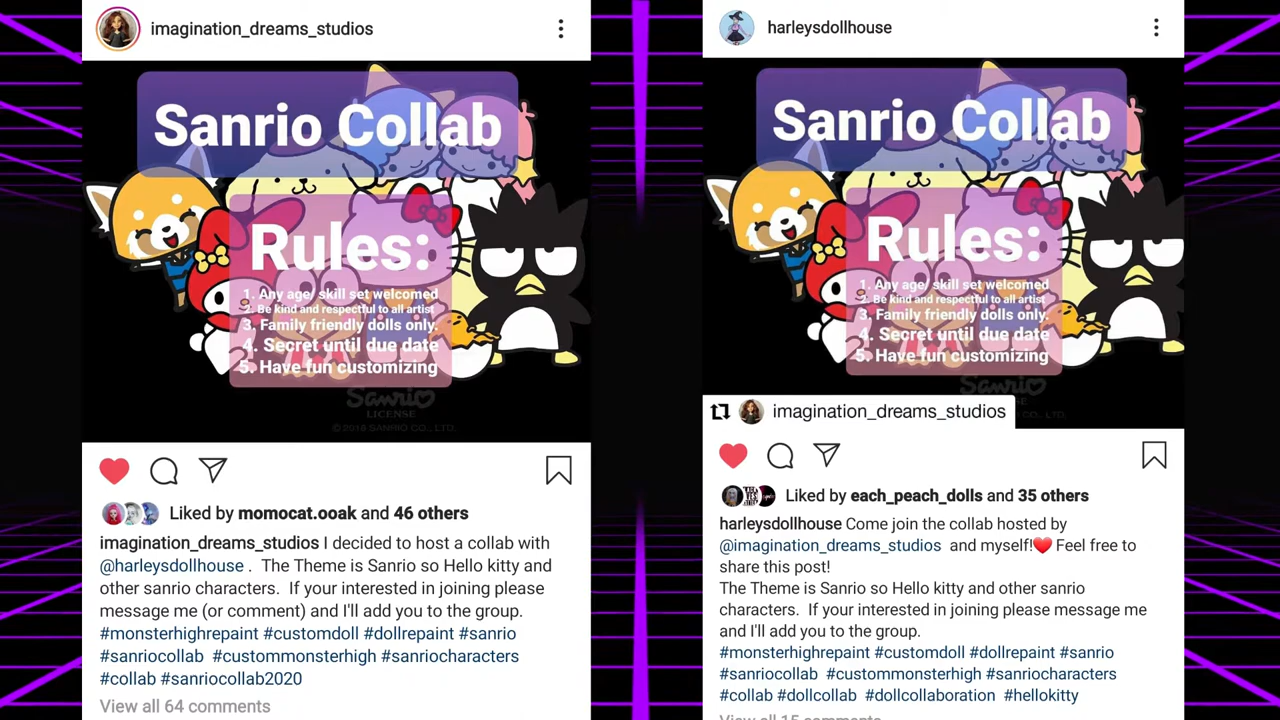 imagination_dreams_studios
Sanrio Collab
Rules:
1. Any age/ skill set welcomed
2. Be kind and respectful to all artist
3. Family friendly dolls only.
4. Secret until due date
5. Have fun customizing
Sanrio
LICENSE
© 2019 SANRIO CO., LTD.
Liked by momocat.ooak and 46 others
imagination_dreams_studios I decided to host a collab with
@harleysdollhouse . The Theme is Sanrio so Hello kitty and
other sanrio characters. If your interested in joining please
message me (or comment) and I'll add you to the group.
#monsterhighrepaint #customdoll #dollrepaint #sanrio
#sanriocollab #custommonsterhigh #sanriocharacters
#collab #sanriocollab2020
View all 64 comments
harleysdollhouse
Sanrio Collab
Rules:
1. Any age/ skill set welcomed
2. Be kind and respectful to all artist
3. Family friendly dolls only.
4. Secret until due date
5. Have fun customizing
Sanrio
imagination_dreams_studios
Liked by each_peach_dolls and 35 others
harleysdollhouse Come join the collab hosted by
@imagination_dreams_studios and myself!❤️ Feel free to
share this post!
The Theme is Sanrio so Hello kitty and other sanrio
characters. If your interested in joining please message me
and I'll add you to the group.
#monsterhighrepaint #customdoll #dollrepaint #sanrio
#sanriocollab #custommonsterhigh #sanriocharacters
#collab #dollcollab #dollcollaboration #hellokitty
View all 15 comments